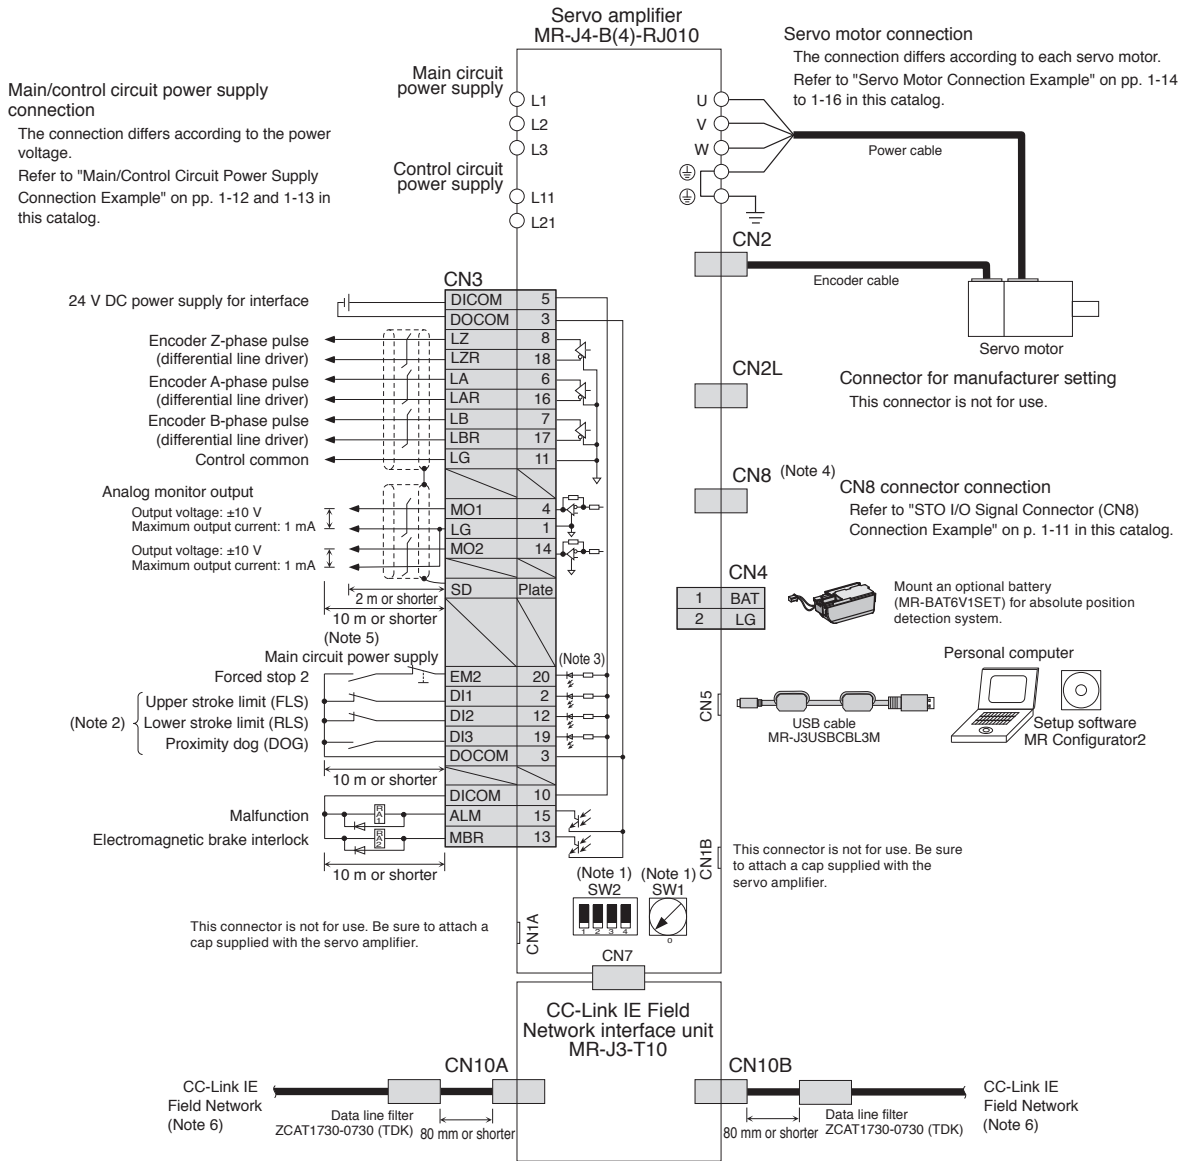 Servo amplifier
MR-J4-B(4)-RJ010
Servo motor connection
The connection differs according to each servo motor.
Refer to "Servo Motor Connection Example" on pp. 1-14
to 1-16 in this catalog.
Main/control circuit power supply
connection
The connection differs according to the power
voltage.
Refer to "Main/Control Circuit Power Supply
Connection Example" on pp. 1-12 and 1-13 in
this catalog.
Main circuit
power supply
L1
L2
L3
Control circuit
power supply
L11
L21
U
V
W
Power cable
CN2
Encoder cable
Servo motor
CN2L
Connector for manufacturer setting
This connector is not for use.
CN8 (Note 4)
CN8 connector connection
Refer to "STO I/O Signal Connector (CN8)
Connection Example" on p. 1-11 in this catalog.
CN4
1 BAT
2 LG
Mount an optional battery
(MR-BAT6V1SET) for absolute position
detection system.
Personal computer
CN5
USB cable
MR-J3USBCBL3M
Setup software
MR Configurator2
CN1B
This connector is not for use. Be sure
to attach a cap supplied with the
servo amplifier.
CN3
24 V DC power supply for interface
DICOM 5
DOCOM 3
Encoder Z-phase pulse
(differential line driver)
LZ 8
LZR 18
Encoder A-phase pulse
(differential line driver)
LA 6
LAR 16
Encoder B-phase pulse
(differential line driver)
LB 7
LBR 17
Control common
LG 11
Analog monitor output
Output voltage: ±10 V
Maximum output current: 1 mA
Output voltage: ±10 V
Maximum output current: 1 mA
MO1 4
LG 1
MO2 14
SD Plate
2 m or shorter
10 m or shorter
(Note 5)
Main circuit power supply
(Note 3)
Forced stop 2
EM2 20
(Note 2)
Upper stroke limit (FLS)
DI1 2
Lower stroke limit (RLS)
DI2 12
Proximity dog (DOG)
DI3 19
DOCOM 3
10 m or shorter
DICOM 10
Malfunction
RA1
ALM 15
Electromagnetic brake interlock
RA2
MBR 13
10 m or shorter
(Note 1) (Note 1)
SW2 SW1
1 2 3 4
0
This connector is not for use. Be sure to attach a
cap supplied with the servo amplifier.
CN1A
CN7
CC-Link IE Field
Network interface unit
MR-J3-T10
CN10A
CC-Link IE
Field Network
(Note 6)
Data line filter
ZCAT1730-0730 (TDK)
80 mm or shorter
CN10B
80 mm or shorter
Data line filter
ZCAT1730-0730 (TDK)
CC-Link IE
Field Network
(Note 6)